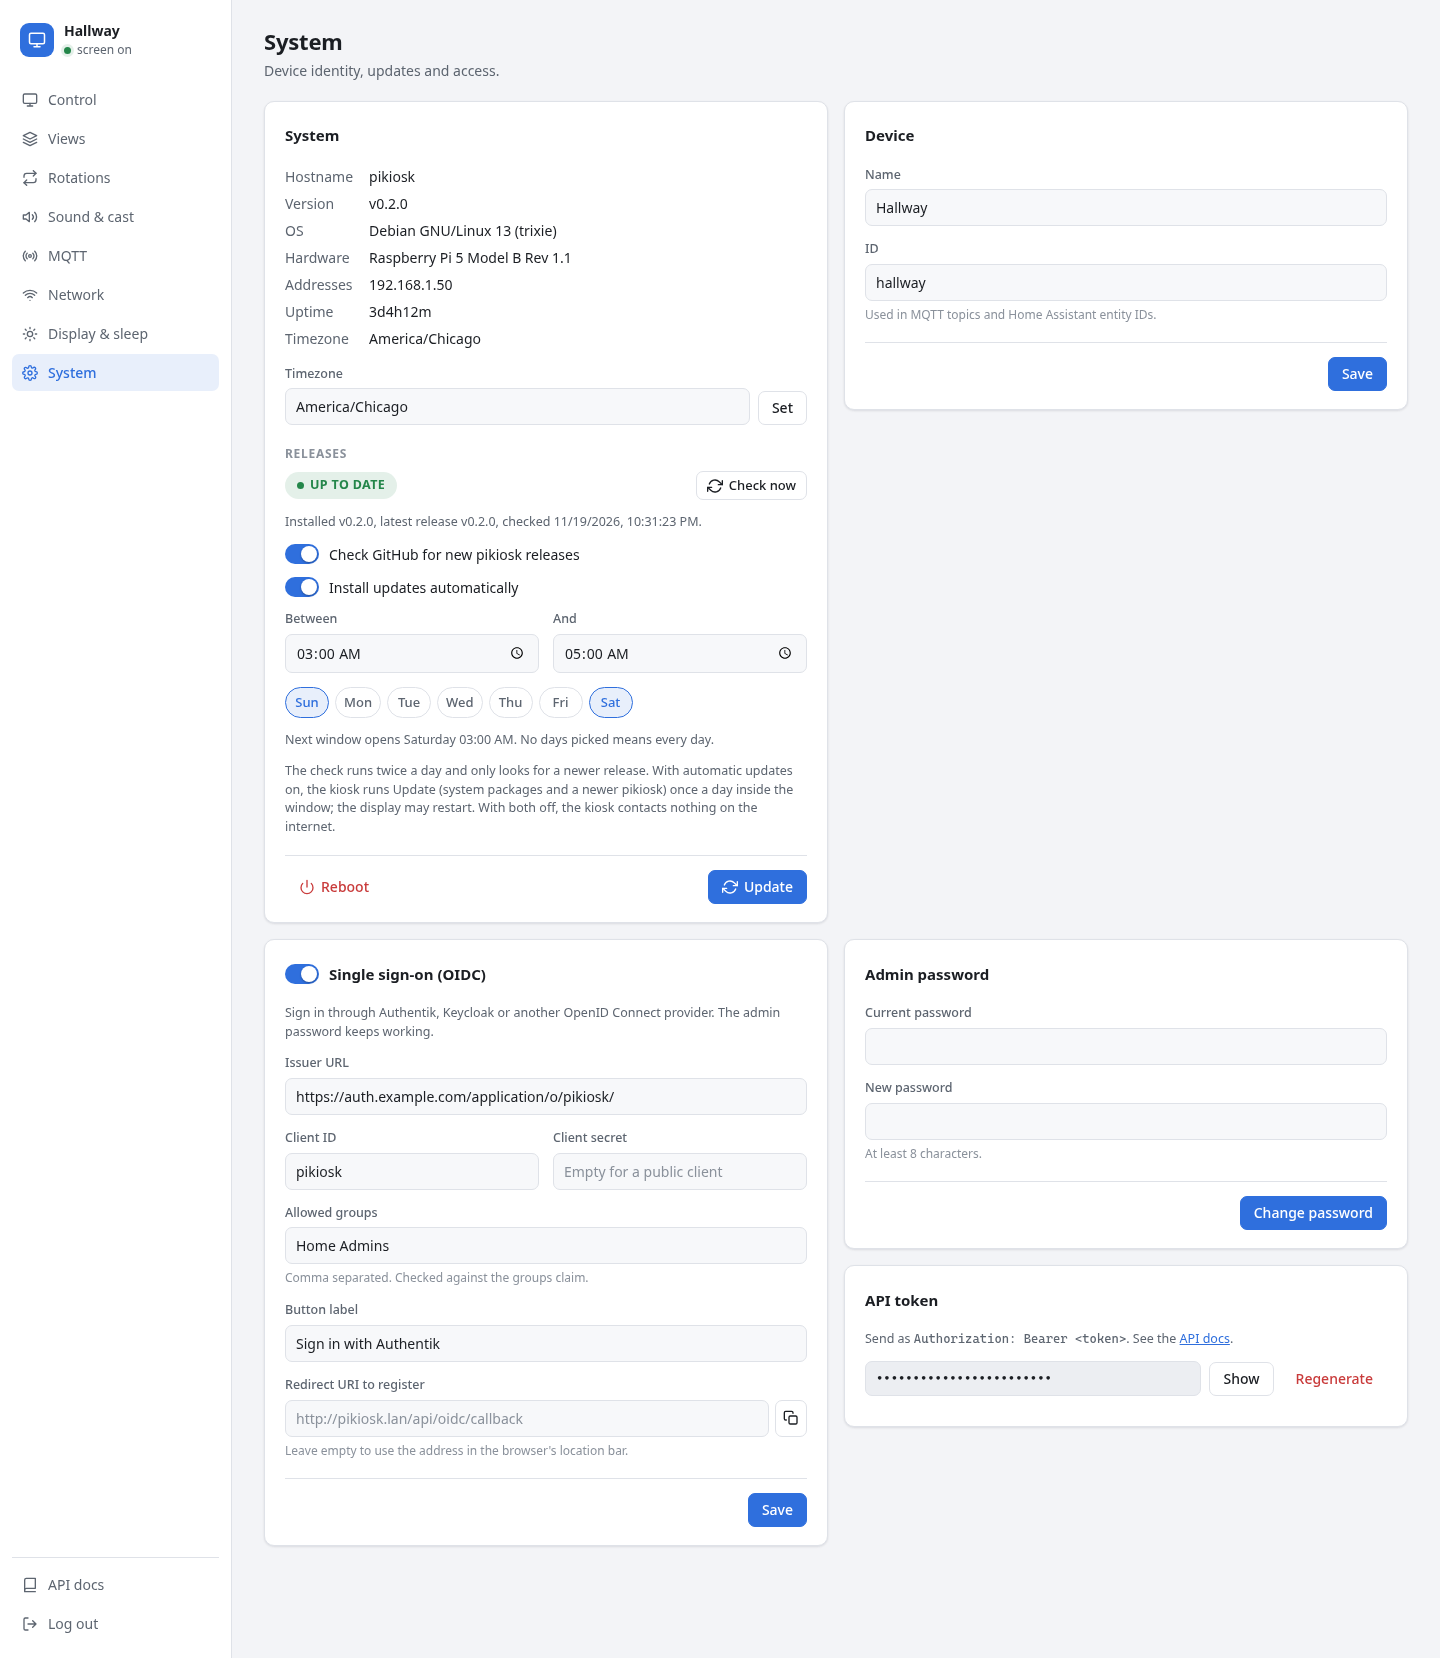 Hallway
screen on
Control
Views
Rotations
Sound & cast
MQTT
Network
Display & sleep
System
API docs
Log out
System
Device identity, updates and access.
System
Hostname pikiosk
Version v0.2.0
OS Debian GNU/Linux 13 (trixie)
Hardware Raspberry Pi 5 Model B Rev 1.1
Addresses 192.168.1.50
Uptime 3d4h12m
Timezone America/Chicago
Timezone
America/Chicago Set
RELEASES
UP TO DATE Check now
Installed v0.2.0, latest release v0.2.0, checked 11/19/2026, 10:31:23 PM.
Check GitHub for new pikiosk releases
Install updates automatically
Between And
03:00 AM 05:00 AM
Sun Mon Tue Wed Thu Fri Sat
Next window opens Saturday 03:00 AM. No days picked means every day.
The check runs twice a day and only looks for a newer release. With automatic updates
on, the kiosk runs Update (system packages and a newer pikiosk) once a day inside the
window; the display may restart. With both off, the kiosk contacts nothing on the
internet.
Reboot Update
Device
Name
Hallway
ID
hallway
Used in MQTT topics and Home Assistant entity IDs.
Save
Single sign-on (OIDC)
Sign in through Authentik, Keycloak or another OpenID Connect provider. The admin
password keeps working.
Issuer URL
https://auth.example.com/application/o/pikiosk/
Client ID Client secret
pikiosk Empty for a public client
Allowed groups
Home Admins
Comma separated. Checked against the groups claim.
Button label
Sign in with Authentik
Redirect URI to register
http://pikiosk.lan/api/oidc/callback
Leave empty to use the address in the browser's location bar.
Save
Admin password
Current password
New password
At least 8 characters.
Change password
API token
Send as Authorization: Bearer <token>. See the API docs.
•••••••••••••••••••••••• Show Regenerate